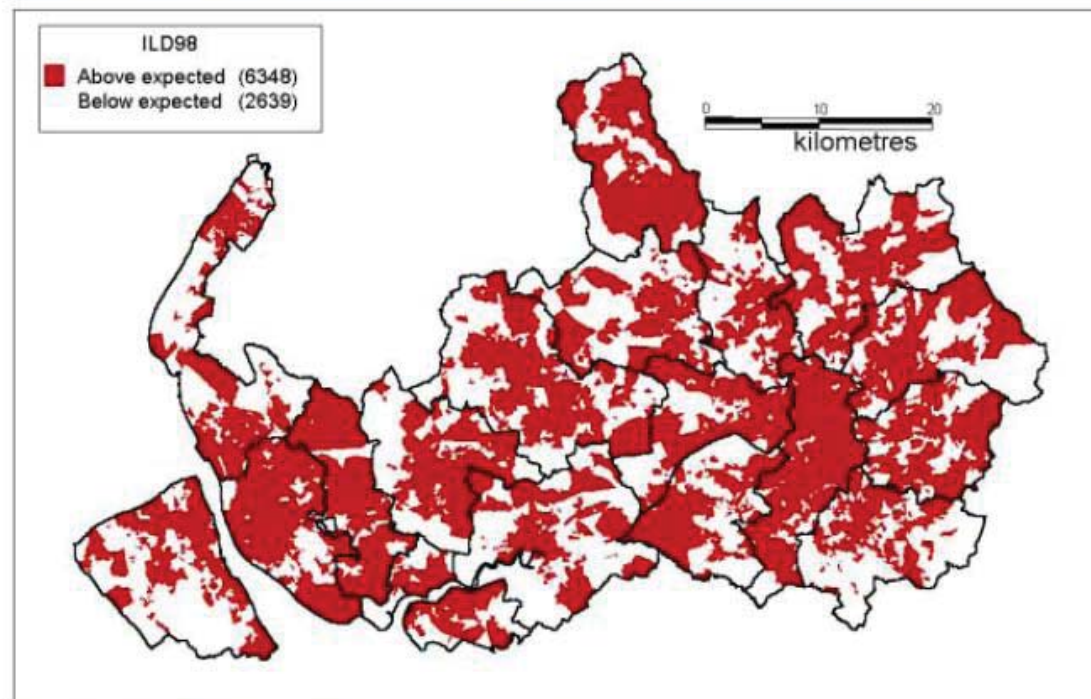 ILD98
Above expected (6348)
Below expected (2639)
0 10 20
kilometres